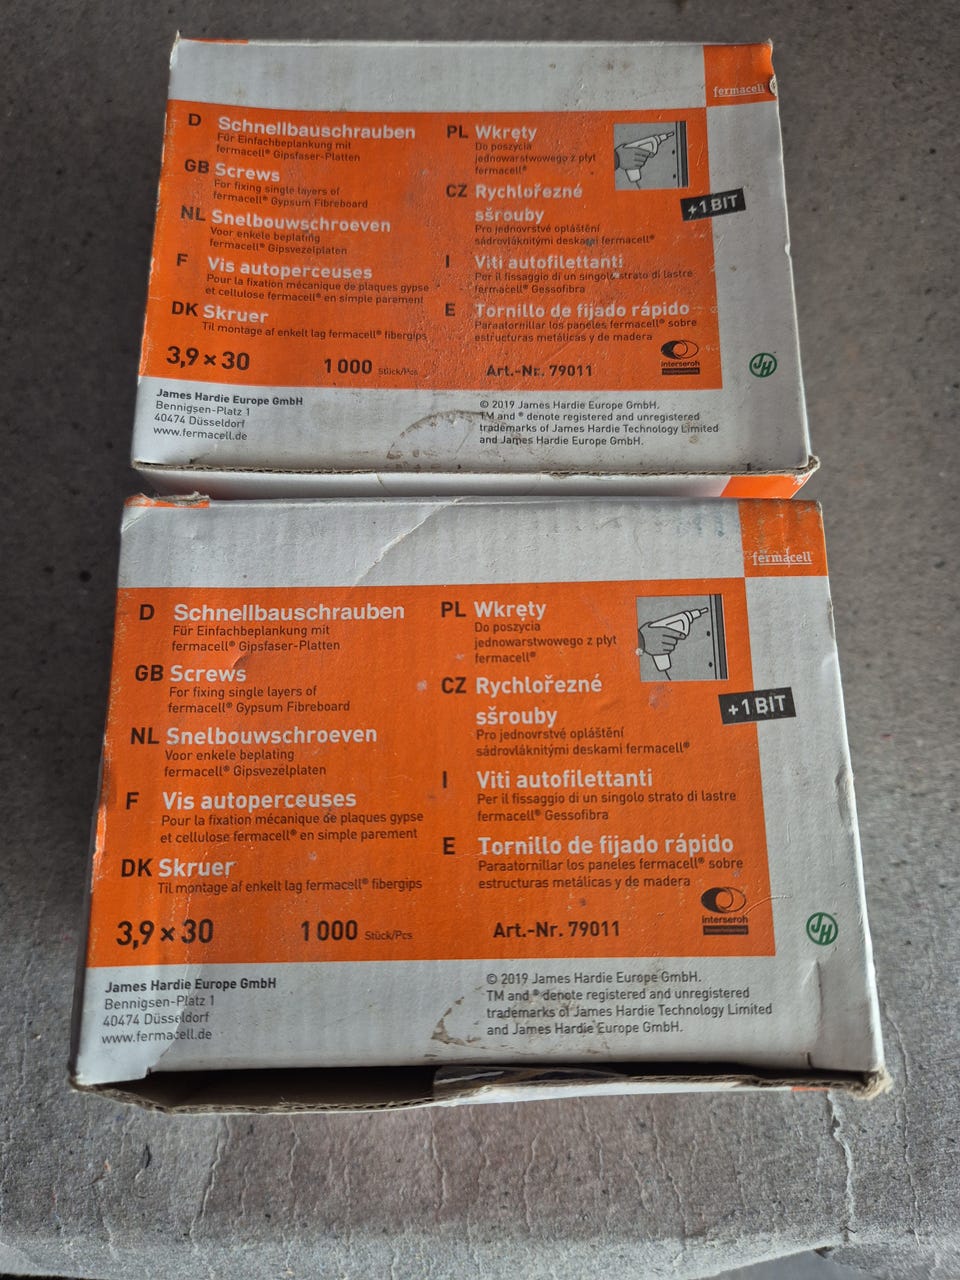 fermacell
D Schnellbauschrauben
Für Einfachbeplankung mit
fermacell® Gipsfaser-Platten
GB Screws
For fixing single layers of
fermacell® Gypsum Fibreboard
NL Snelbouwschroeven
Voor enkele beplating
fermacell® Gipsvezelplaten
F Vis autoperceuses
Pour la fixation mécanique de plaques gypse
et cellulose fermacell® en simple parement
DK Skruer
Til montage af enkelt lag fermacell® fibergips
PL Wkręty
Do poszycia
jednowarstwowego z płyt
fermacell®
CZ Rychlořezné
sšrouby
Pro jednovrstvé opláštění
sádrovláknitými deskami fermacell®
I Viti autofilettanti
Per il fissaggio di un singolo strato di lastre
fermacell® Gessofibra
E Tornillo de fijado rápido
Paraatornillar los paneles fermacell® sobre
estructuras metálicas y de madera
+1 BIT
3,9 × 30 1 000 Stück/Pcs Art.-Nr. 79011
interseroh
JH
James Hardie Europe GmbH
Bennigsen-Platz 1
40474 Düsseldorf
www.fermacell.de
© 2019 James Hardie Europe GmbH.
TM and ® denote registered and unregistered
trademarks of James Hardie Technology Limited
and James Hardie Europe GmbH.
fermacell
D Schnellbauschrauben
Für Einfachbeplankung mit
fermacell® Gipsfaser-Platten
GB Screws
For fixing single layers of
fermacell® Gypsum Fibreboard
NL Snelbouwschroeven
Voor enkele beplating
fermacell® Gipsvezelplaten
F Vis autoperceuses
Pour la fixation mécanique de plaques gypse
et cellulose fermacell® en simple parement
DK Skruer
Til montage af enkelt lag fermacell® fibergips
PL Wkręty
Do poszycia
jednowarstwowego z płyt
fermacell®
CZ Rychlořezné
sšrouby
Pro jednovrstvé opláštění
sádrovláknitými deskami fermacell®
I Viti autofilettanti
Per il fissaggio di un singolo strato di lastre
fermacell® Gessofibra
E Tornillo de fijado rápido
Paraatornillar los paneles fermacell® sobre
estructuras metálicas y de madera
+1 BIT
3,9 × 30 1 000 Stück/Pcs Art.-Nr. 79011
interseroh
JH
James Hardie Europe GmbH
Bennigsen-Platz 1
40474 Düsseldorf
www.fermacell.de
© 2019 James Hardie Europe GmbH.
TM and ® denote registered and unregistered
trademarks of James Hardie Technology Limited
and James Hardie Europe GmbH.